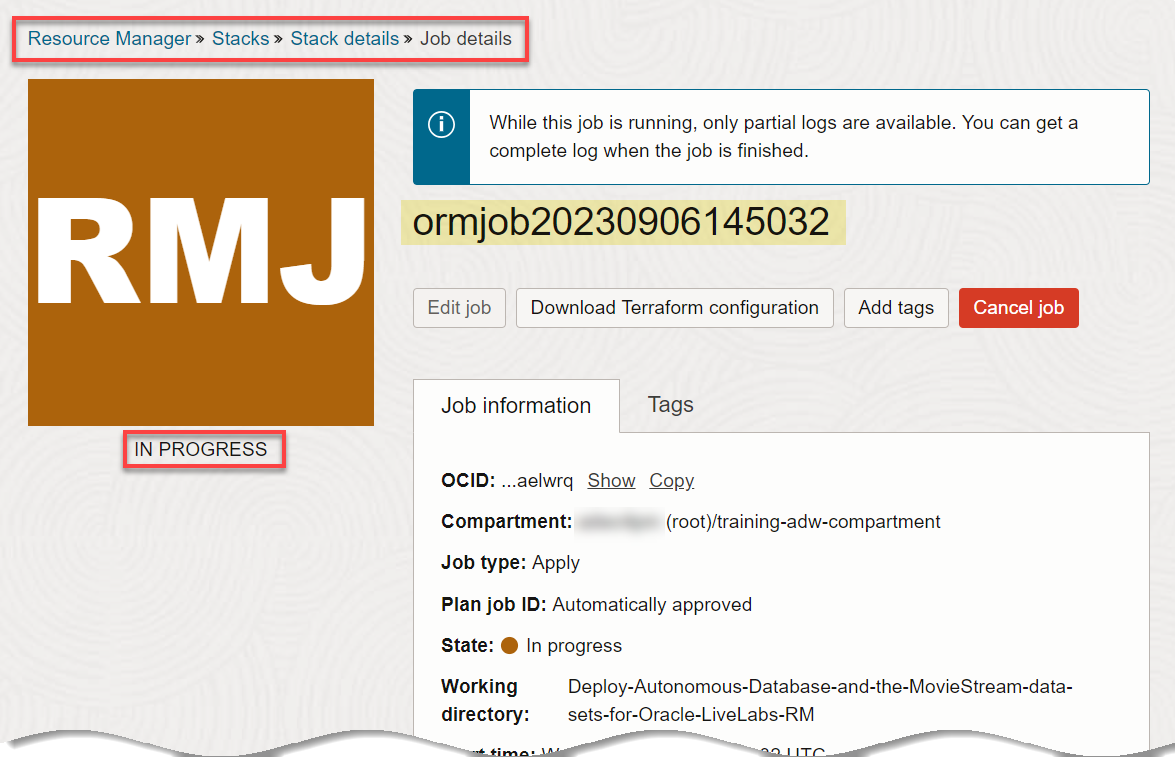 Resource Manager » Stacks » Stack details » Job details
RMJ
IN PROGRESS
While this job is running, only partial logs are available. You can get a
complete log when the job is finished.
ormjob20230906145032
Edit job Download Terraform configuration Add tags Cancel job
Job information Tags
OCID: ...aelwrq Show Copy
Compartment: (root)/training-adw-compartment
Job type: Apply
Plan job ID: Automatically approved
State: In progress
Working Deploy-Autonomous-Database-and-the-MovieStream-data-
directory: sets-for-Oracle-LiveLabs-RM
time: UTC